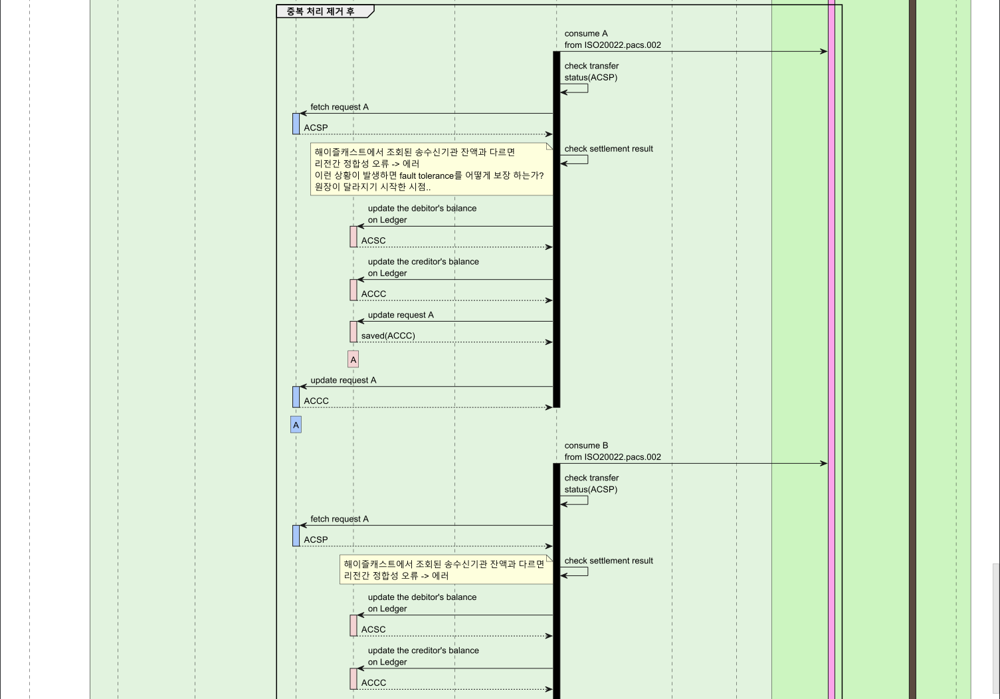 중복 처리 제거 후
consume A
from ISO20022.pacs.002
check transfer
status(ACSP)
fetch request A
ACSP
check settlement result
해이즐캐스트에서 조회된 송수신기관 잔액과 다르면
리전간 정합성 오류 -> 에러
이런 상황이 발생하면 fault tolerance를 어떻게 보장 하는가?
원장이 달라지기 시작한 시점..
update the debitor's balance
on Ledger
ACSC
update the creditor's balance
on Ledger
ACCC
update request A
saved(ACCC)
A
update request A
ACCC
A
consume B
from ISO20022.pacs.002
check transfer
status(ACSP)
fetch request A
ACSP
check settlement result
해이즐캐스트에서 조회된 송수신기관 잔액과 다르면
리전간 정합성 오류 -> 에러
update the debitor's balance
on Ledger
ACSC
update the creditor's balance
on Ledger
ACCC